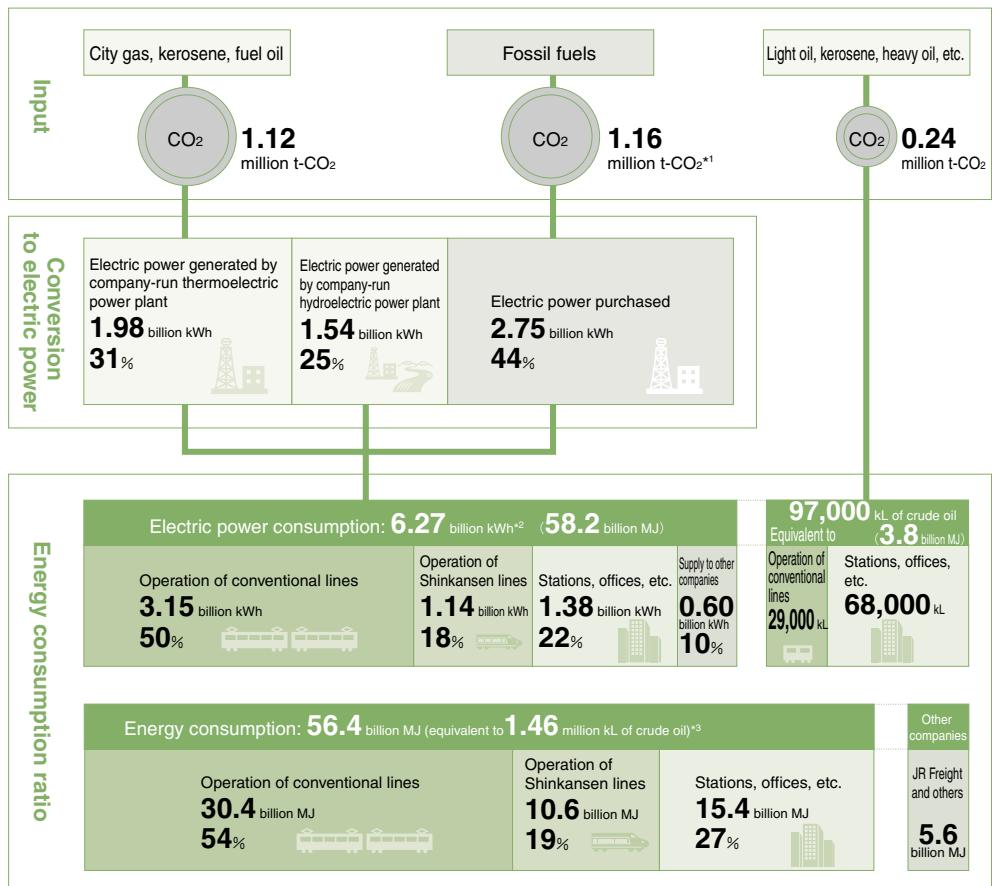 Input
City gas, kerosene, fuel oil
CO2
1.12
million t-CO2
Fossil fuels
CO2
1.16
million t-CO2*1
Light oil, kerosene, heavy oil, etc.
CO2
0.24
million t-CO2
Conversion
to electric power
Electric power generated by
company-run thermoelectric
power plant
1.98 billion kWh
31%
Electric power generated
by company-run
hydroelectric power plant
1.54 billion kWh
25%
Electric power purchased
2.75 billion kWh
44%
Energy consumption ratio
Electric power consumption: 6.27 billion kWh*2 (58.2 billion MJ)
Operation of conventional lines
3.15 billion kWh
50%
Operation of
Shinkansen lines
1.14 billion kWh
18%
Stations, offices, etc.
1.38 billion kWh
22%
Supply to other
companies
0.60
billion kWh
10%
97,000 kL of crude oil
Equivalent to (3.8 billion MJ)
Operation of
conventional
lines
29,000 kL
Stations, offices,
etc.
68,000 kL
Energy consumption: 56.4 billion MJ (equivalent to 1.46 million kL of crude oil)*3
Operation of conventional lines
30.4 billion MJ
54%
Operation of
Shinkansen lines
10.6 billion MJ
19%
Stations, offices, etc.
15.4 billion MJ
27%
Other
companies
JR Freight
and others
5.6
billion MJ